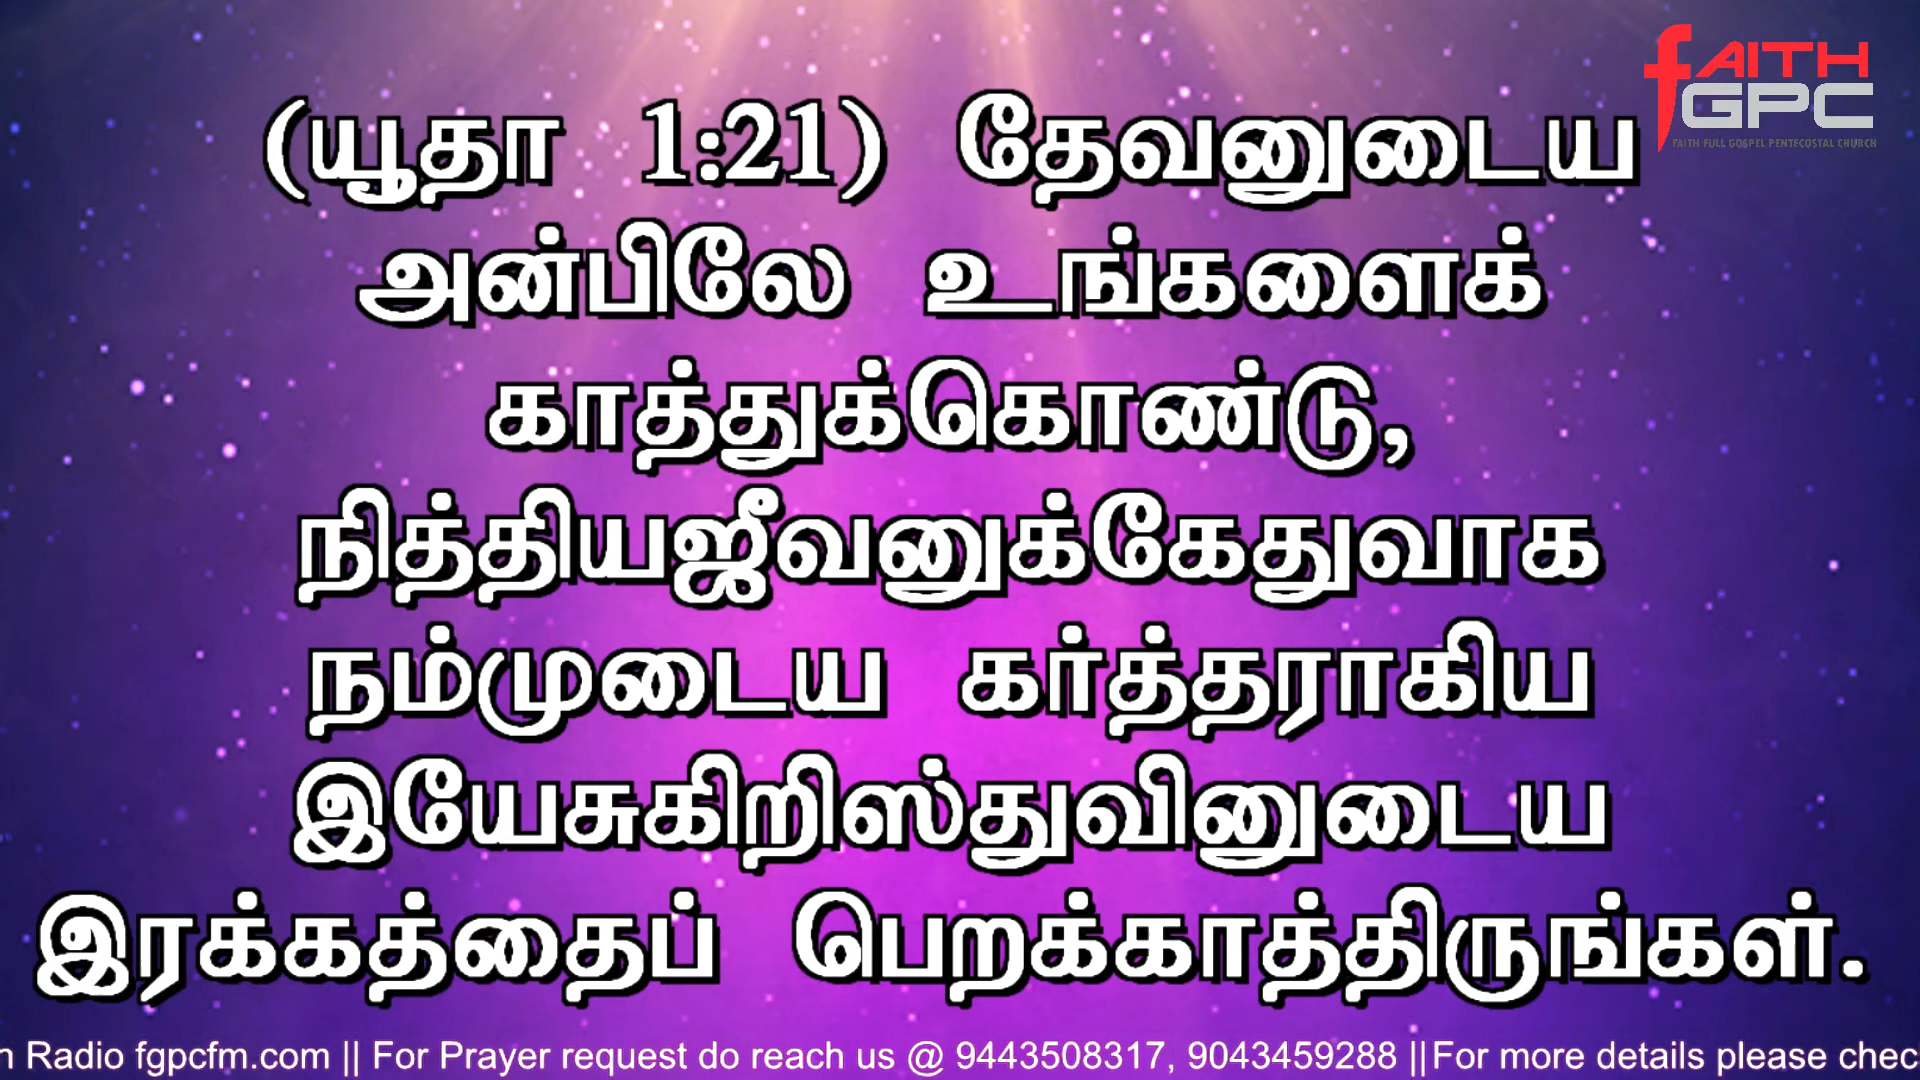 fAITH
GPC
FAITH FULL GOSPEL PENTECOSTAL CHURCH
(யூதா 1:21) தேவனுடைய
அன்பிலே உங்களைக்
காத்துக்கொண்டு,
நித்தியஜீவனுக்கேதுவாக
நம்முடைய கர்த்தராகிய
இயேசுகிறிஸ்துவினுடைய
இரக்கத்தைப் பெறக்காத்திருங்கள்.
n Radio fgpcfm.com || For Prayer request do reach us @ 9443508317, 9043459288 ||For more details please chec